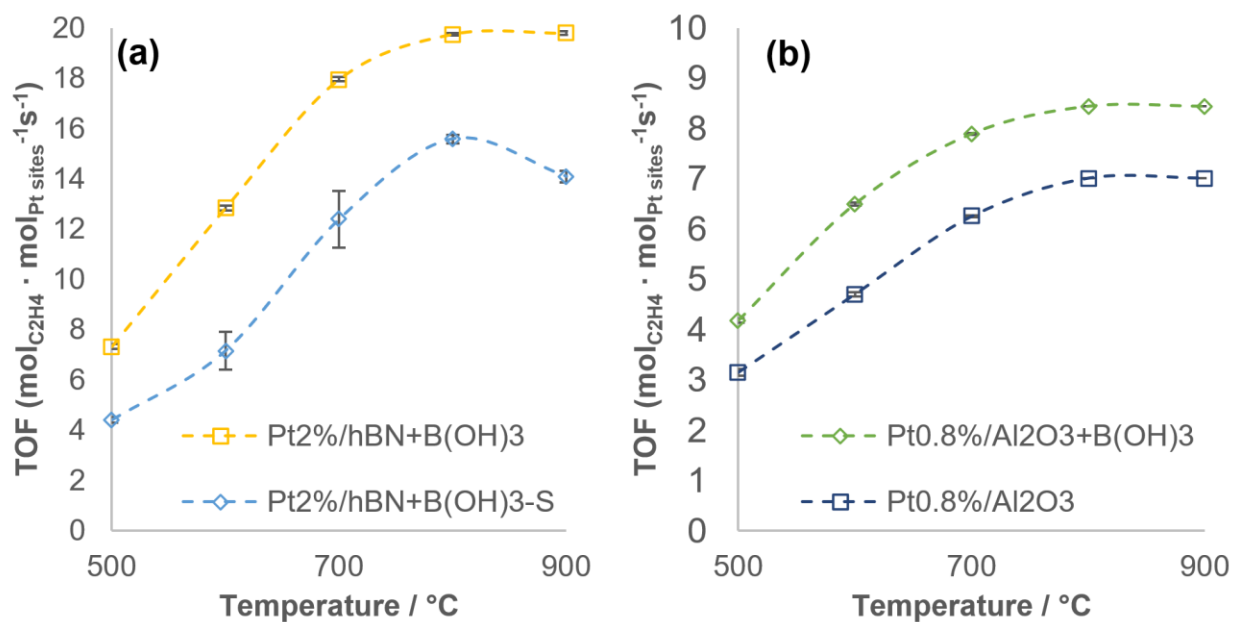 (a)
TOF (molC2H4 · molPt sites-1s-1)
20
18
16
14
12
10
8
6
4
2
0
Pt2%/hBN+B(OH)3
Pt2%/hBN+B(OH)3-S
500
700
900
Temperature / °C
(b)
TOF (molC2H4 · molPt sites-1s-1)
10
9
8
7
6
5
4
3
2
1
0
Pt0.8%/Al2O3+B(OH)3
Pt0.8%/Al2O3
500
700
900
Temperature / °C